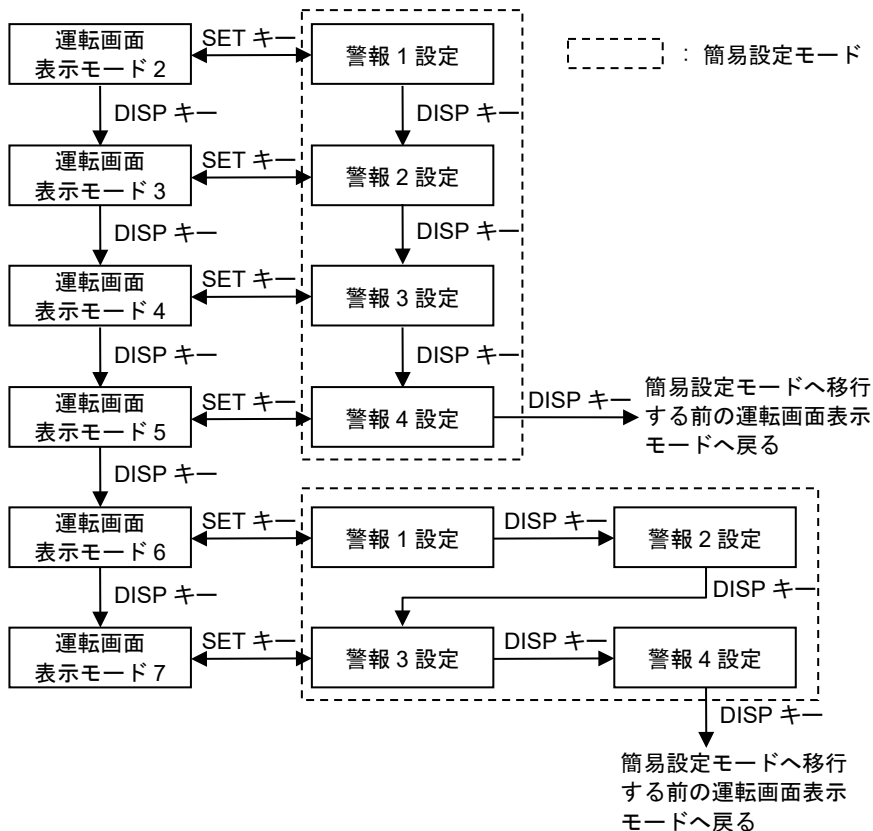 運転画面
表示モード 2
SET キー
警報 1 設定
: 簡易設定モード
DISP キー
DISP キー
運転画面
表示モード 3
SET キー
警報 2 設定
DISP キー
DISP キー
運転画面
表示モード 4
SET キー
警報 3 設定
DISP キー
DISP キー
運転画面
表示モード 5
SET キー
警報 4 設定
DISP キー
簡易設定モードへ移行
する前の運転画面表示
モードへ戻る
DISP キー
運転画面
表示モード 6
SET キー
警報 1 設定
DISP キー
警報 2 設定
DISP キー
DISP キー
運転画面
表示モード 7
SET キー
警報 3 設定
DISP キー
警報 4 設定
DISP キー
簡易設定モードへ移行
する前の運転画面表示
モードへ戻る